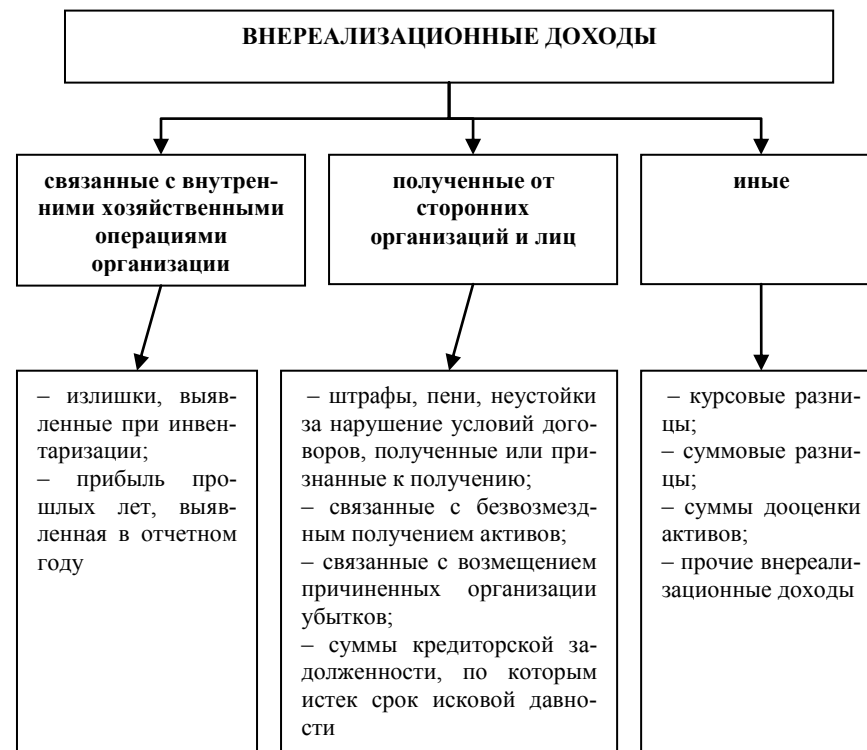 ВНЕРЕАЛИЗАЦИОННЫЕ ДОХОДЫ
связанные с внутрен-
ними хозяйственными
операциями
организации
полученные от
сторонних
организаций и лиц
иные
– излишки, выяв-
ленные при инвен-
таризации;
– прибыль про-
шлых лет, выяв-
ленная в отчетном
году
– штрафы, пени, неустойки
за нарушение условий дого-
воров, полученные или при-
знанные к получению;
– связанные с безвозмезд-
ным получением активов;
– связанные с возмещением
причиненных организации
убытков;
– суммы кредиторской за-
долженности, по которым
истек срок исковой давно-
сти
– курсовые разни-
цы;
– суммовые разни-
цы;
– суммы дооценки
активов;
– прочие внереали-
зационные доходы